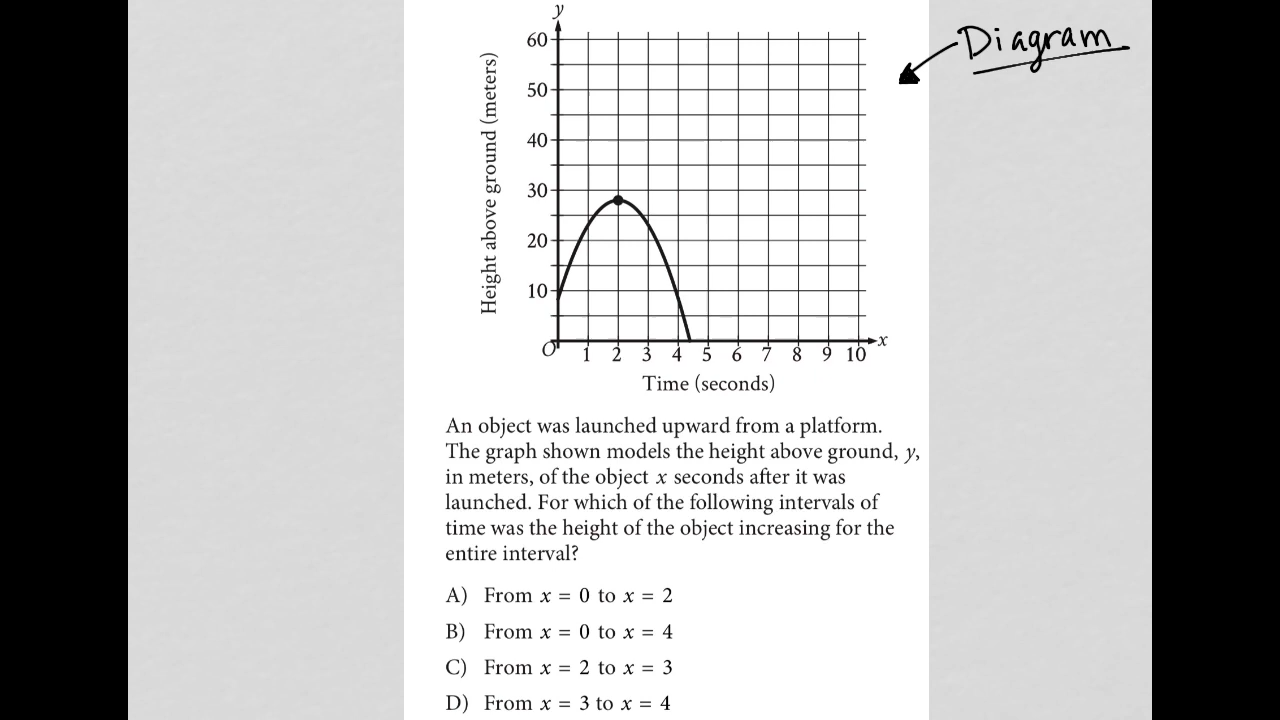 y
Diagram
60
50
40
30
20
10
Height above ground (meters)
O
1 2 3 4 5 6 7 8 9 10
x
Time (seconds)
An object was launched upward from a platform.
The graph shown models the height above ground, y,
in meters, of the object x seconds after it was
launched. For which of the following intervals of
time was the height of the object increasing for the
entire interval?
A) From x = 0 to x = 2
B) From x = 0 to x = 4
C) From x = 2 to x = 3
D) From x = 3 to x = 4